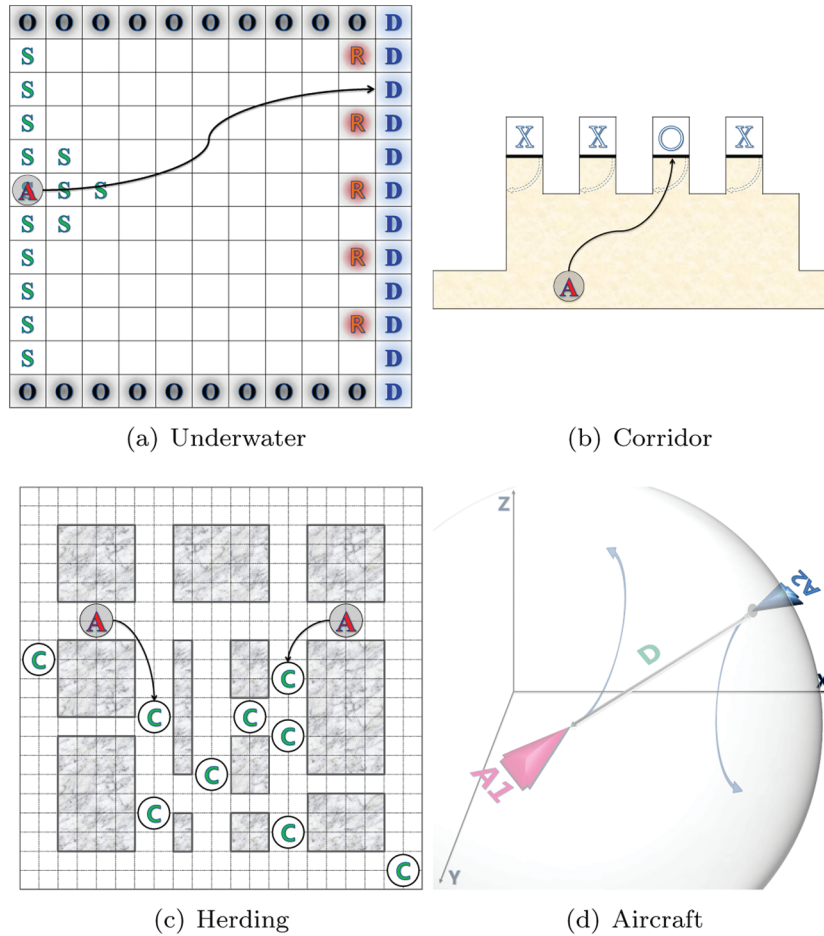 O O O O O O O O O O D
S R D
S D
S R D
S S D
A S S R D
S S D
S R D
S D
S R D
S D
O O O O O O O O O O D
(a) Underwater
X X O X
A
(b) Corridor
A A
C
C
C C
C
C
C
C
C
(c) Herding
Z
A2
D
X
A1
Y
(d) Aircraft